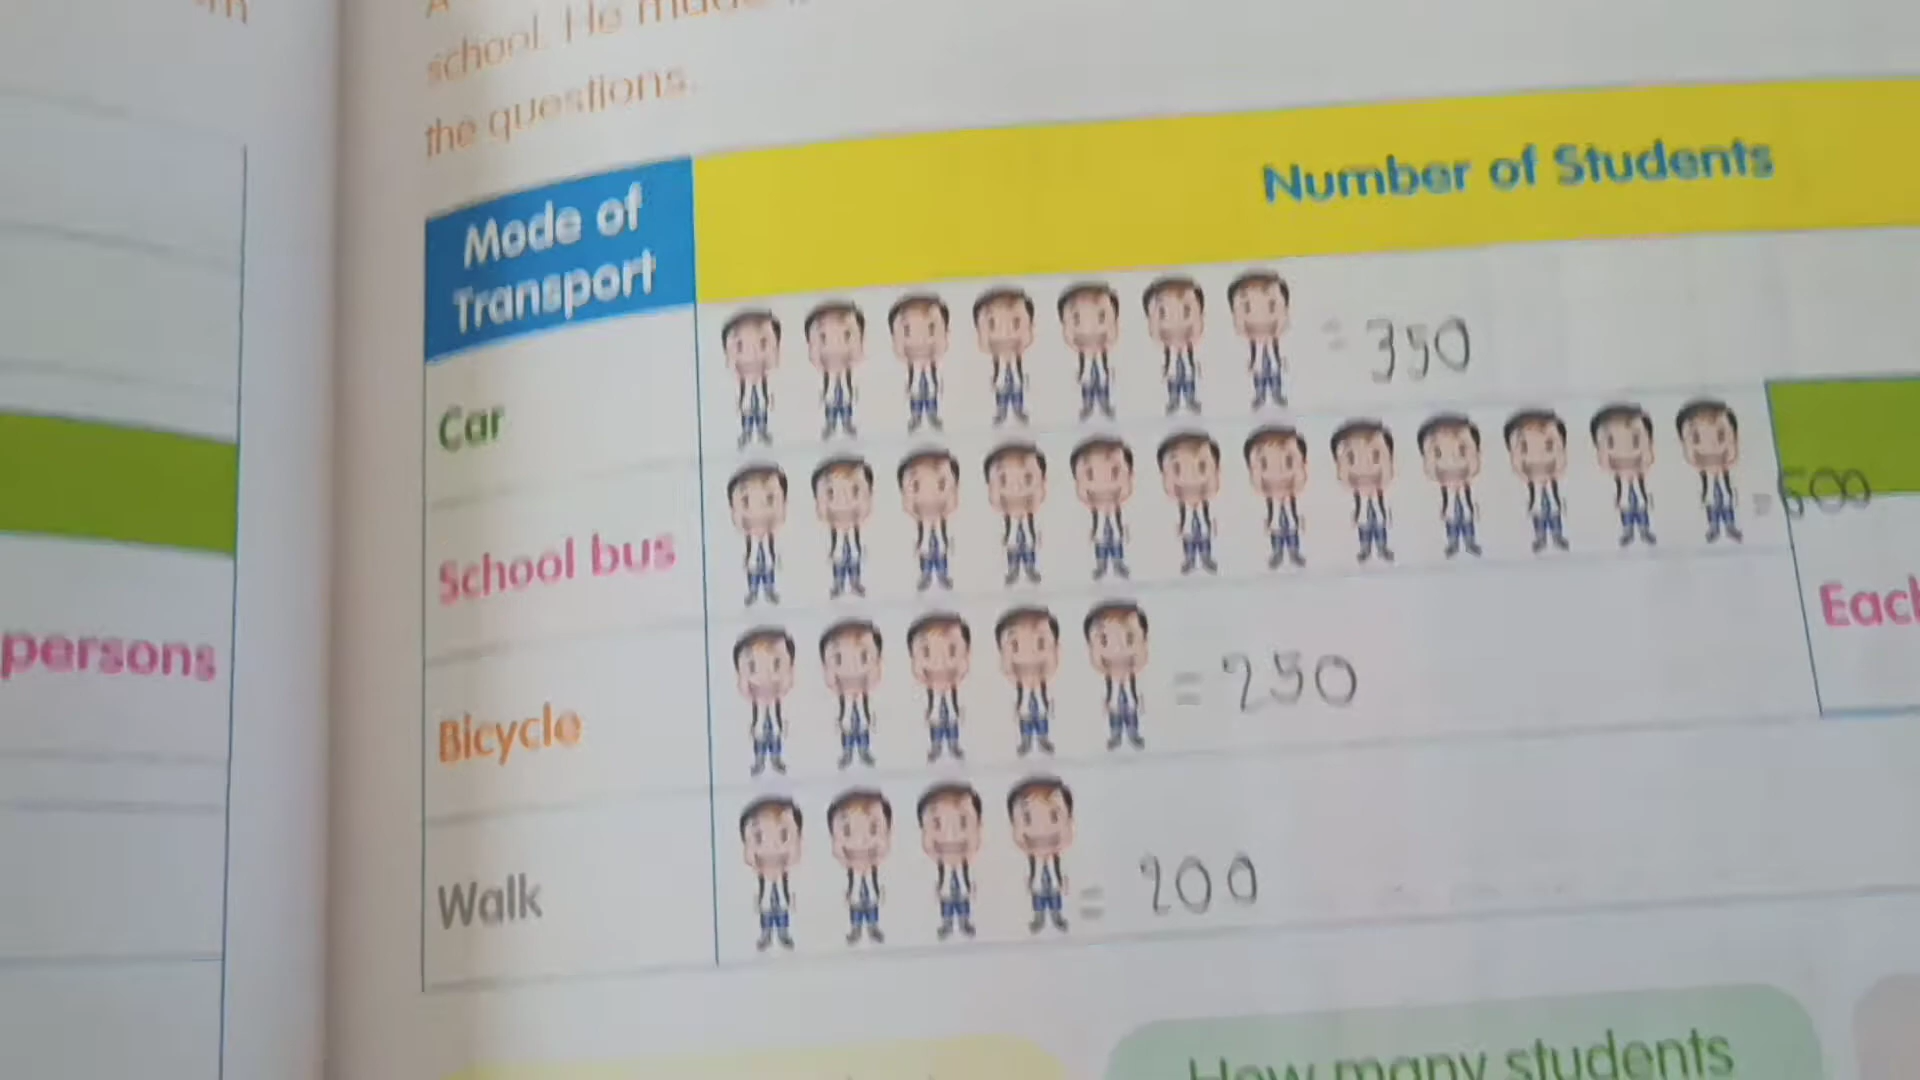 school. He made
the questions.
Mode of
Transport
Number of Students
Car
= 350
School bus
= 600
Bicycle
= 250
Walk
= 200
persons
Each
How many students